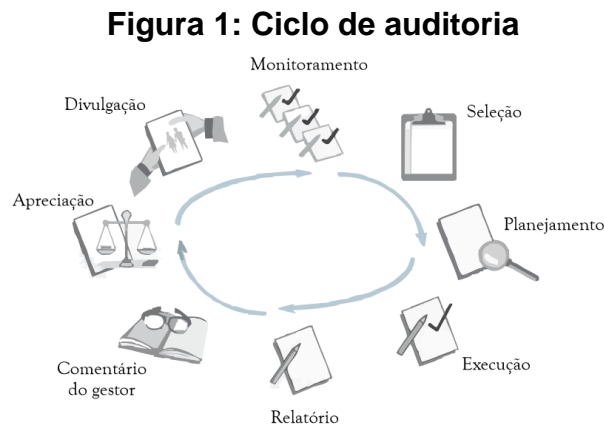 Figura 1: Ciclo de auditoria
Monitoramento
Divulgação
Seleção
Apreciação
Planejamento
Comentário
do gestor
Execução
Relatório